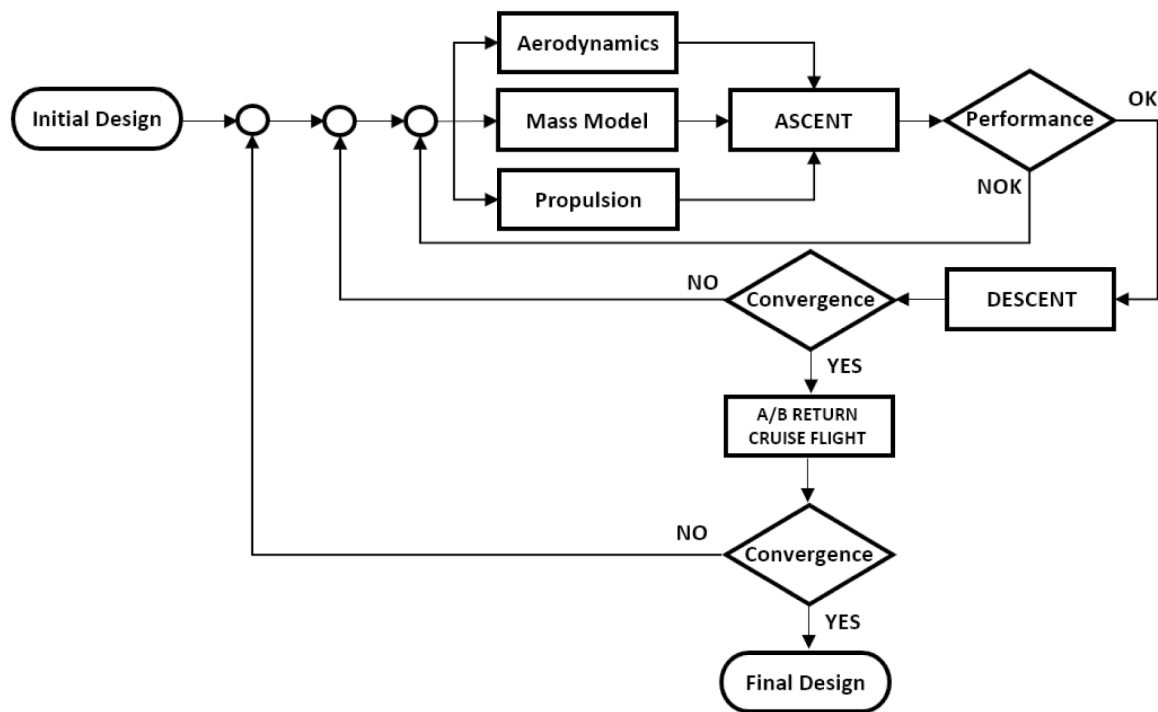 Aerodynamics
Initial Design
Mass Model
ASCENT
Performance
OK
NOK
Propulsion
NO
Convergence
DESCENT
YES
A/B RETURN
CRUISE FLIGHT
NO
Convergence
YES
Final Design